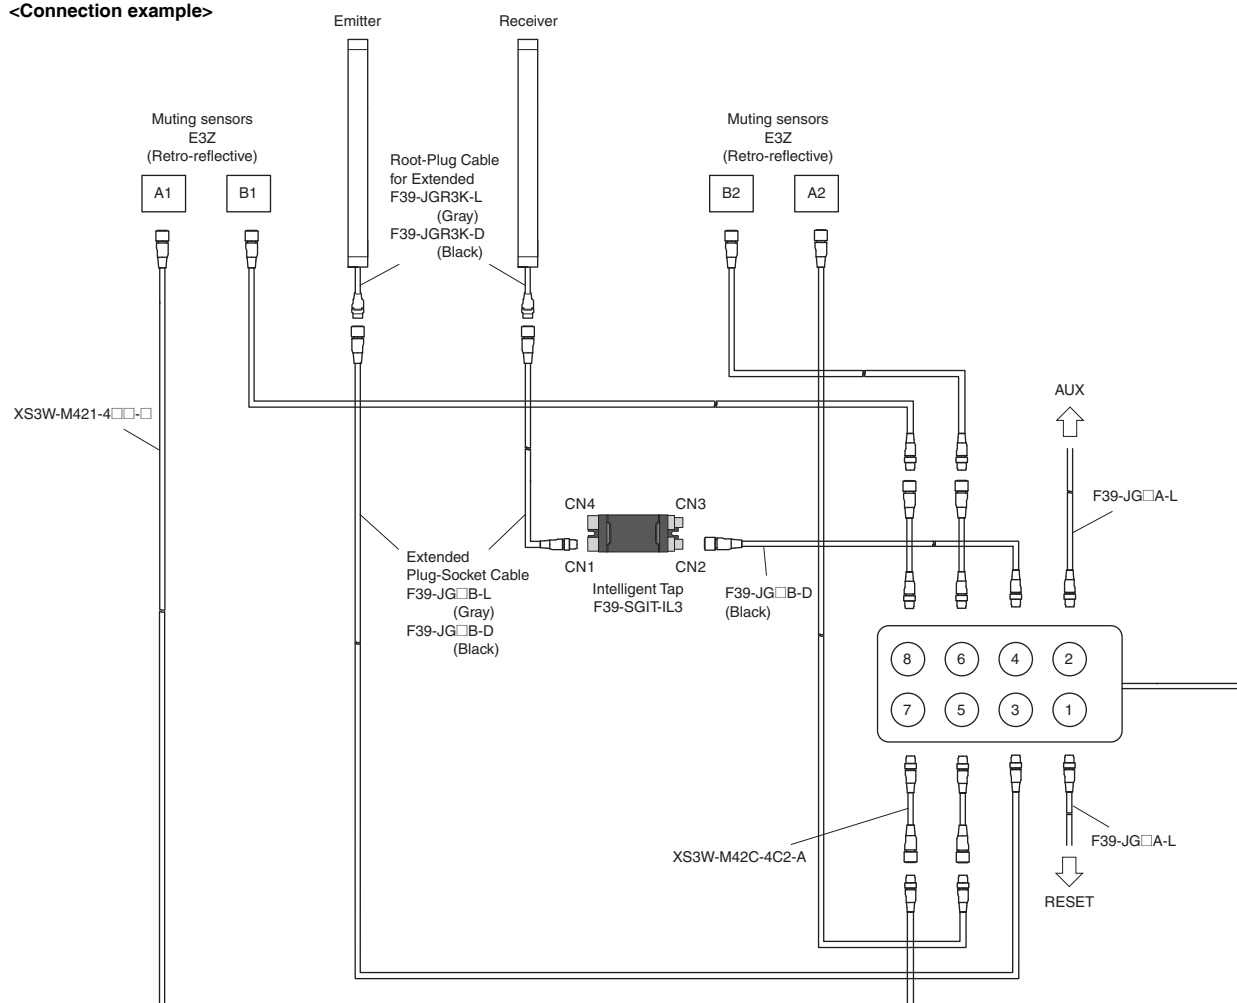 <Connection example>
Emitter
Receiver
Muting sensors
E3Z
(Retro-reflective)
A1
B1
Root-Plug Cable
for Extended
F39-JGR3K-L
(Gray)
F39-JGR3K-D
(Black)
Muting sensors
E3Z
(Retro-reflective)
B2
A2
XS3W-M421-4□□-□
AUX
F39-JG□A-L
CN4
CN3
CN1
CN2
Intelligent Tap
F39-SGIT-IL3
Extended
Plug-Socket Cable
F39-JG□B-L
(Gray)
F39-JG□B-D
(Black)
F39-JG□B-D
(Black)
8 6 4 2
7 5 3 1
XS3W-M42C-4C2-A
F39-JG□A-L
RESET